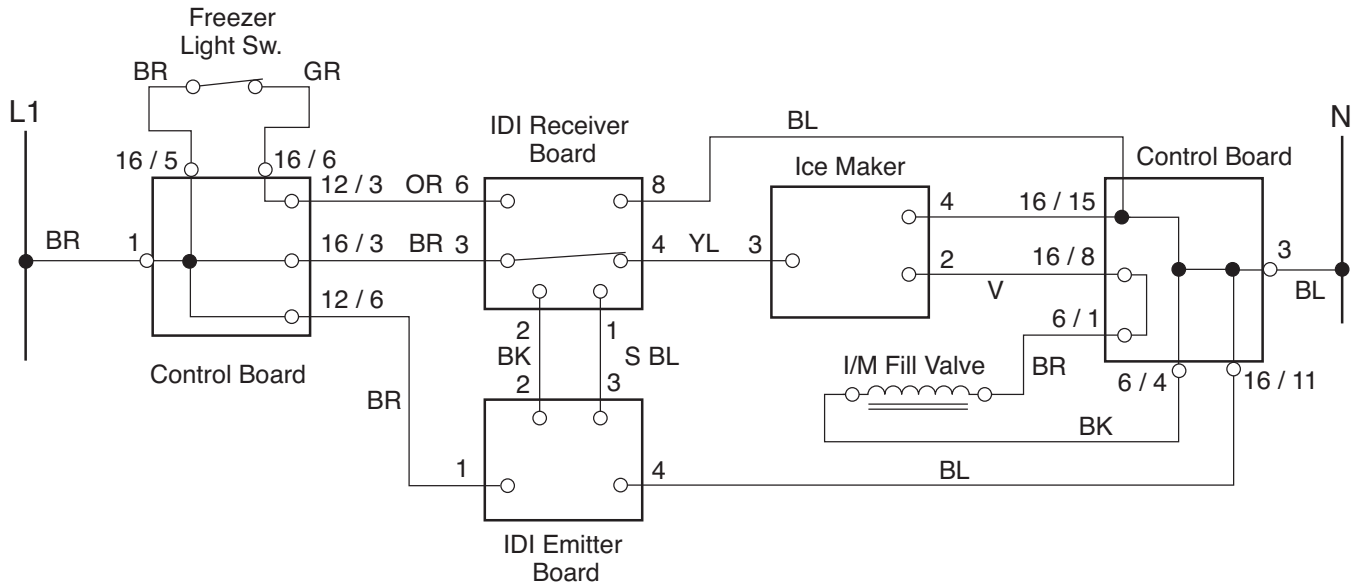 Freezer
Light Sw.
BR
GR
L1
N
IDI Receiver
Board
BL
Ice Maker
Control Board
16 / 5
16 / 6
12 / 3
OR
6
8
4
16 / 15
BR
1
16 / 3
BR
3
4
YL
3
2
16 / 8
3
V
BL
12 / 6
6 / 1
2
1
BK
S BL
I/M Fill Valve
BR
Control Board
2
3
6 / 4
16 / 11
BR
BK
1
4
BL
IDI Emitter
Board